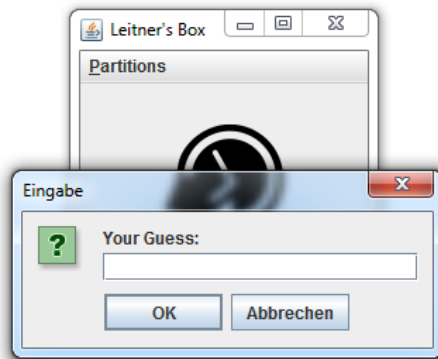 Leitner's Box
Partitions
Eingabe
?
Your Guess:
OK Abbrechen